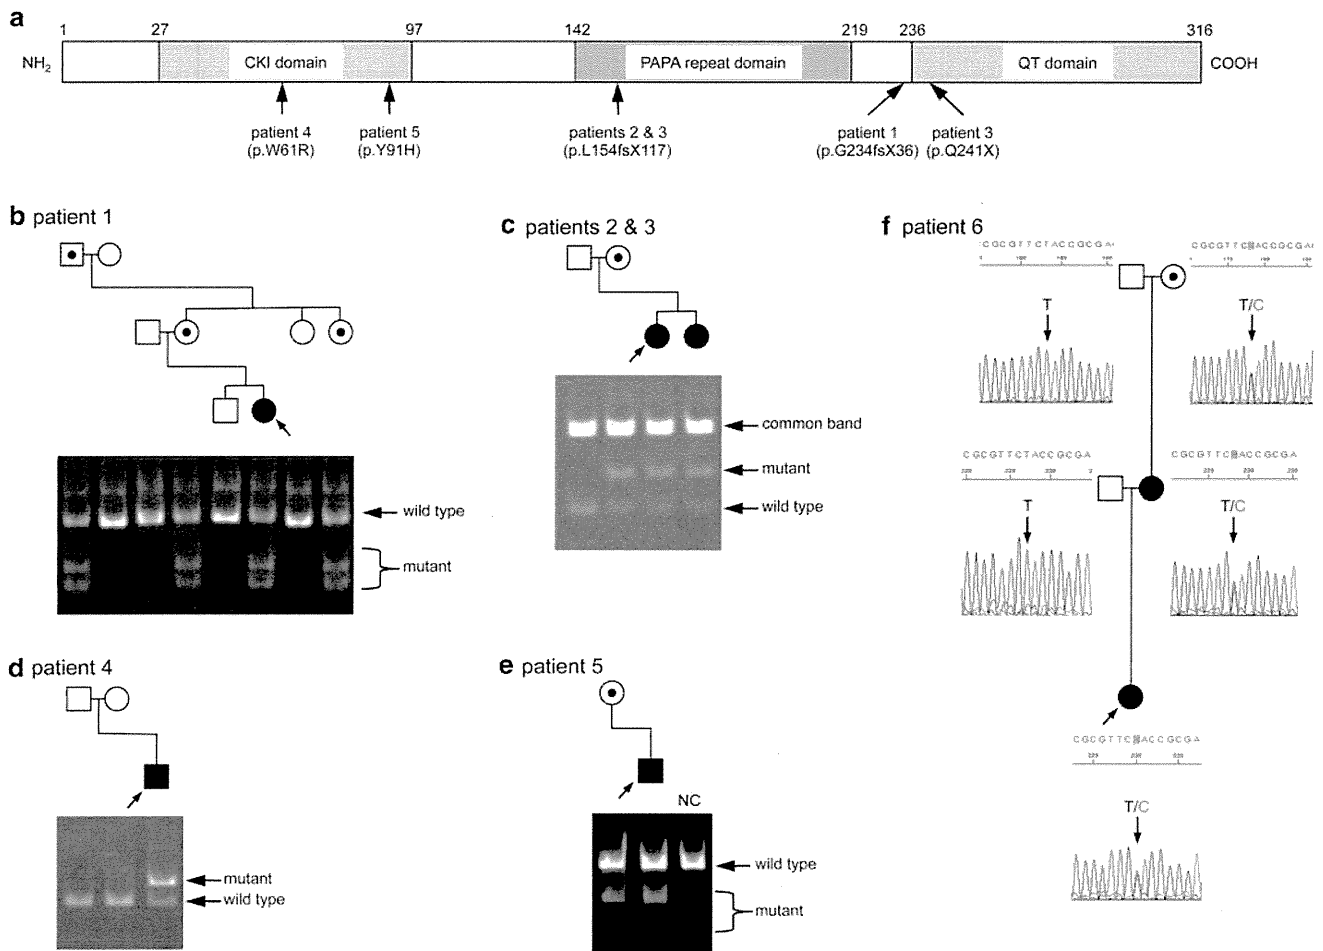 a
1 27 97 142 219 236 316
NH2 CKI domain PAPA repeat domain QT domain COOH
patient 4 patient 5 patients 2 & 3 patient 1 patient 3
(p.W61R) (p.Y91H) (p.L154fsX117) (p.G234fsX36) (p.Q241X)
b patient 1
wild type
mutant
c patients 2 & 3
common band
mutant
wild type
d patient 4
mutant
wild type
e patient 5
NC
wild type
mutant
f patient 6
CGCGTTCTACCGCGA
T
T/C
CGCGTTCTACCGCGA
T
T/C
T/C